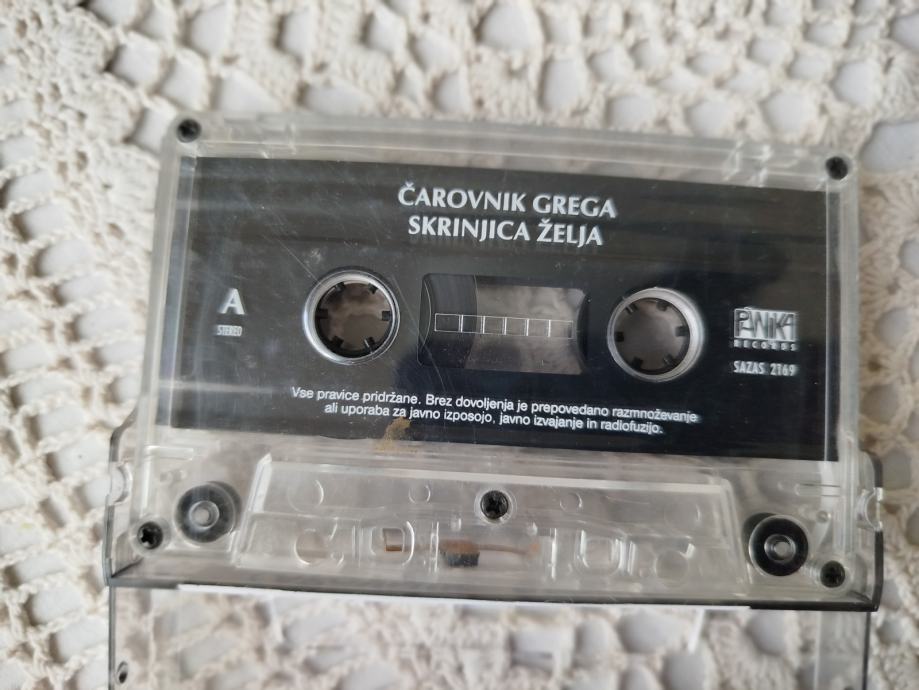 ČAROVNIK GREGA
SKRINJICA ŽELJA
A
STEREO
PANIKA
RECORDS
SAZAS 2169
Vse pravice pridržane. Brez dovoljenja je prepovedano razmnoževanje
ali uporaba za javno izposojo, javno izvajanje in radiofuzijo.